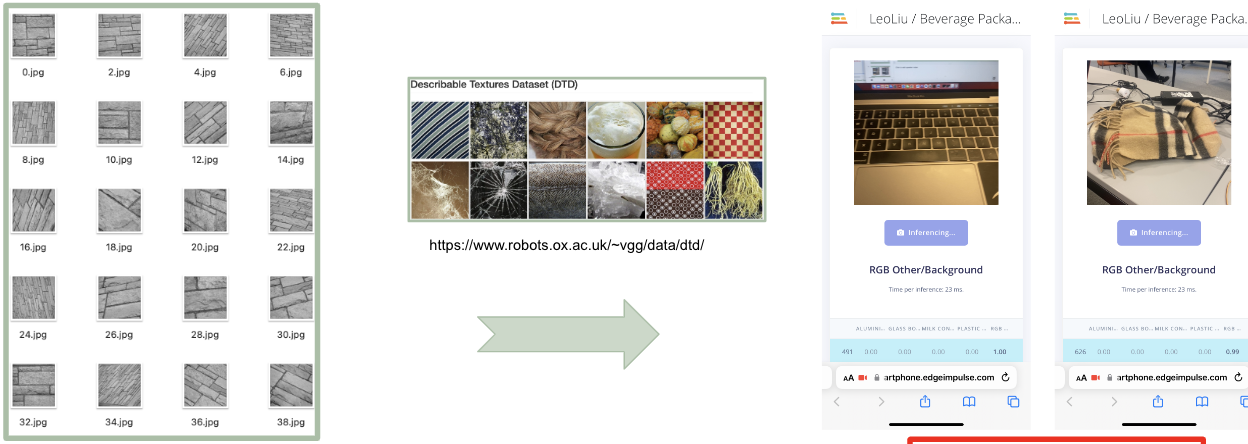 0.jpg 2.jpg 4.jpg 6.jpg
8.jpg 10.jpg 12.jpg 14.jpg
16.jpg 18.jpg 20.jpg 22.jpg
24.jpg 26.jpg 28.jpg 30.jpg
32.jpg 34.jpg 36.jpg 38.jpg
Describable Textures Dataset (DTD)
https://www.robots.ox.ac.uk/~vgg/data/dtd/
LeoLiu / Beverage Packa...
Inferencing...
RGB Other/Background
Time per inference: 23 ms.
ALUMINI... GLASS BO... MILK CON... PLASTIC ... RGB ...
491 0.00 0.00 0.00 0.00 1.00
AA artphone.edgeimpulse.com
LeoLiu / Beverage Packa.
Inferencing...
RGB Other/Background
Time per inference: 23 ms.
ALUMINI... GLASS BO... MILK CON... PLASTIC ... RGB ...
626 0.00 0.00 0.00 0.00 0.99
AA artphone.edgeimpulse.com